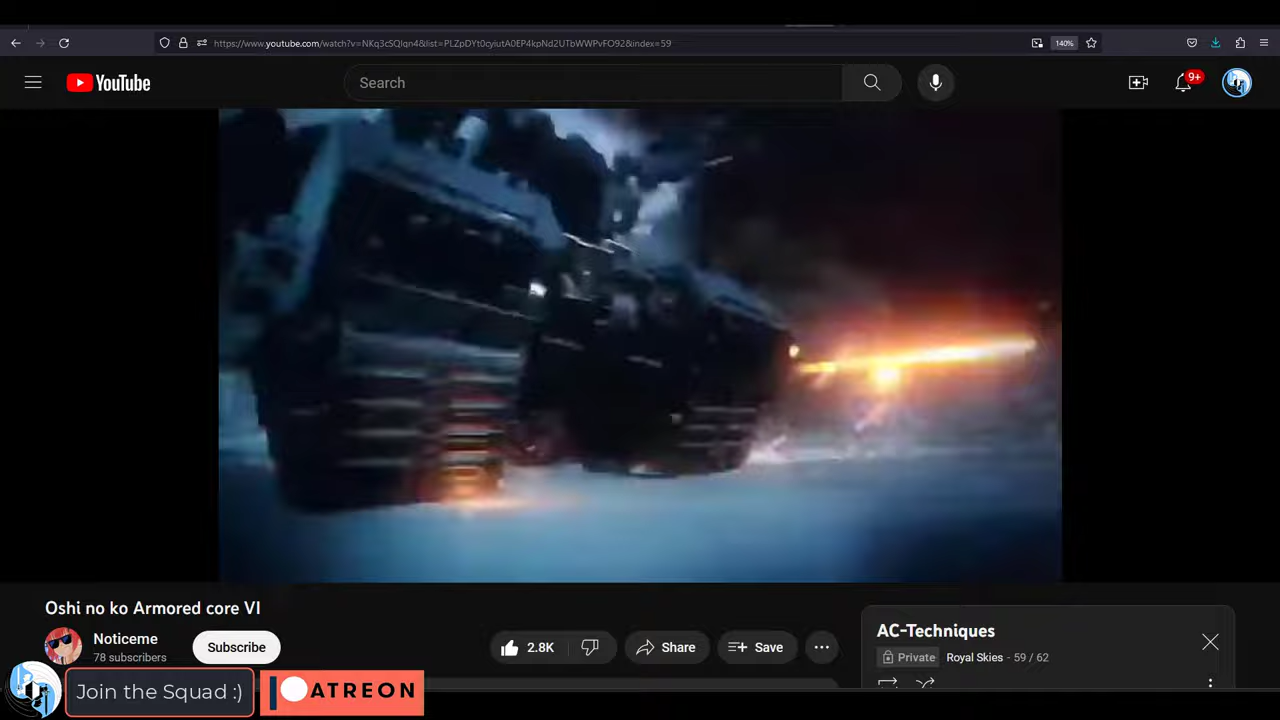 https://www.youtube.com/watch?v=NKq3cSQlqn4&list=PLZpDYt0cyiutA0EP4kpNd2UTbWWPvFO92&index=59
140%
YouTube
Search
9+
Oshi no ko Armored core VI
Noticeme
78 subscribers
Subscribe
2.8K
Share
Save
AC-Techniques
Private
Royal Skies - 59 / 62
Join the Squad :)
PATREON